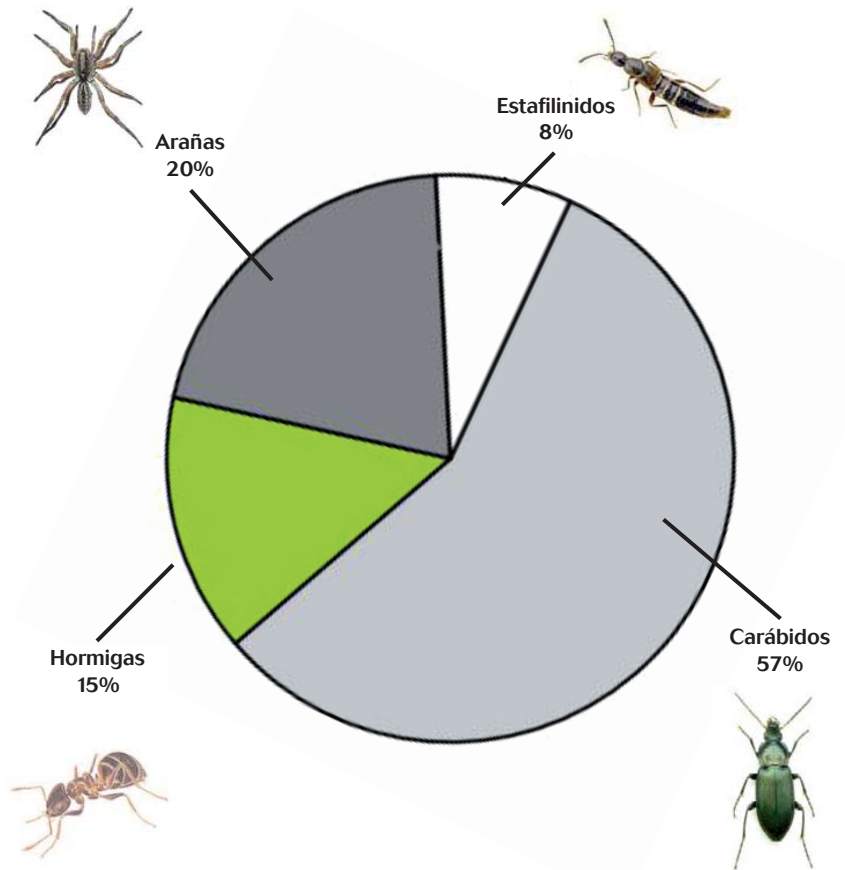 Estafilinidos
8%
Arañas
20%
Carábidos
57%
Hormigas
15%